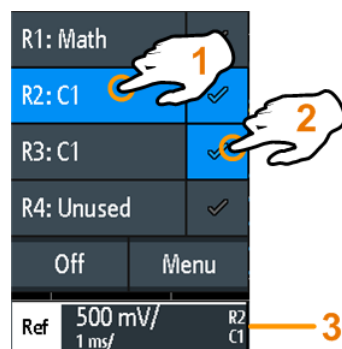 R1: Math
1
R2: C1
2
R3: C1
R4: Unused
Off Menu
Ref 500 mV/ R2
1 ms/ C1
3